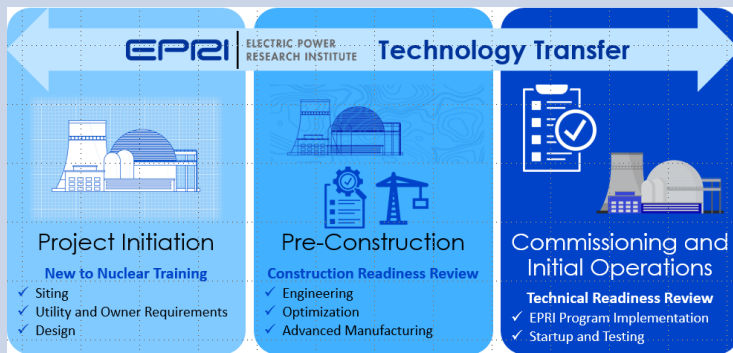 EPRI ELECTRIC POWER RESEARCH INSTITUTE Technology Transfer
Project Initiation
New to Nuclear Training
✓ Siting
✓ Utility and Owner Requirements
✓ Design
Pre-Construction
Construction Readiness Review
✓ Engineering
✓ Optimization
✓ Advanced Manufacturing
Commissioning and
Initial Operations
Technical Readiness Review
✓ EPRI Program Implementation
✓ Startup and Testing